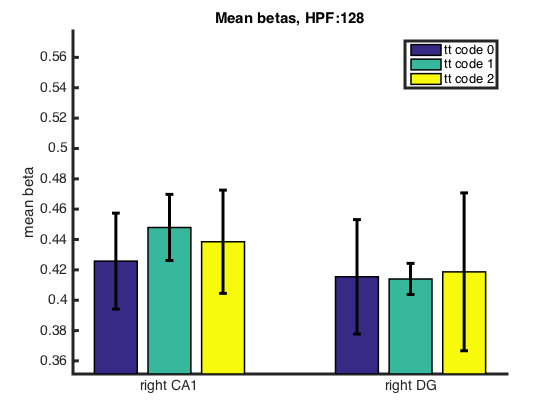 Mean betas, HPF:128
tt code 0
tt code 1
tt code 2
mean beta
0.56
0.54
0.52
0.5
0.48
0.46
0.44
0.42
0.4
0.38
0.36
right CA1
right DG